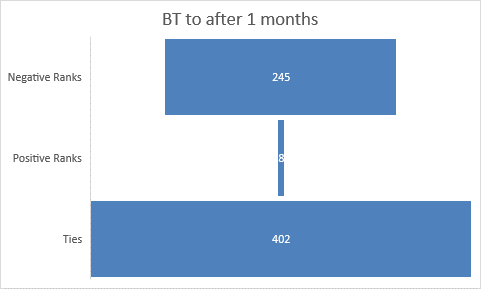 BT to after 1 months
Negative Ranks
245
Positive Ranks
8
Ties
402